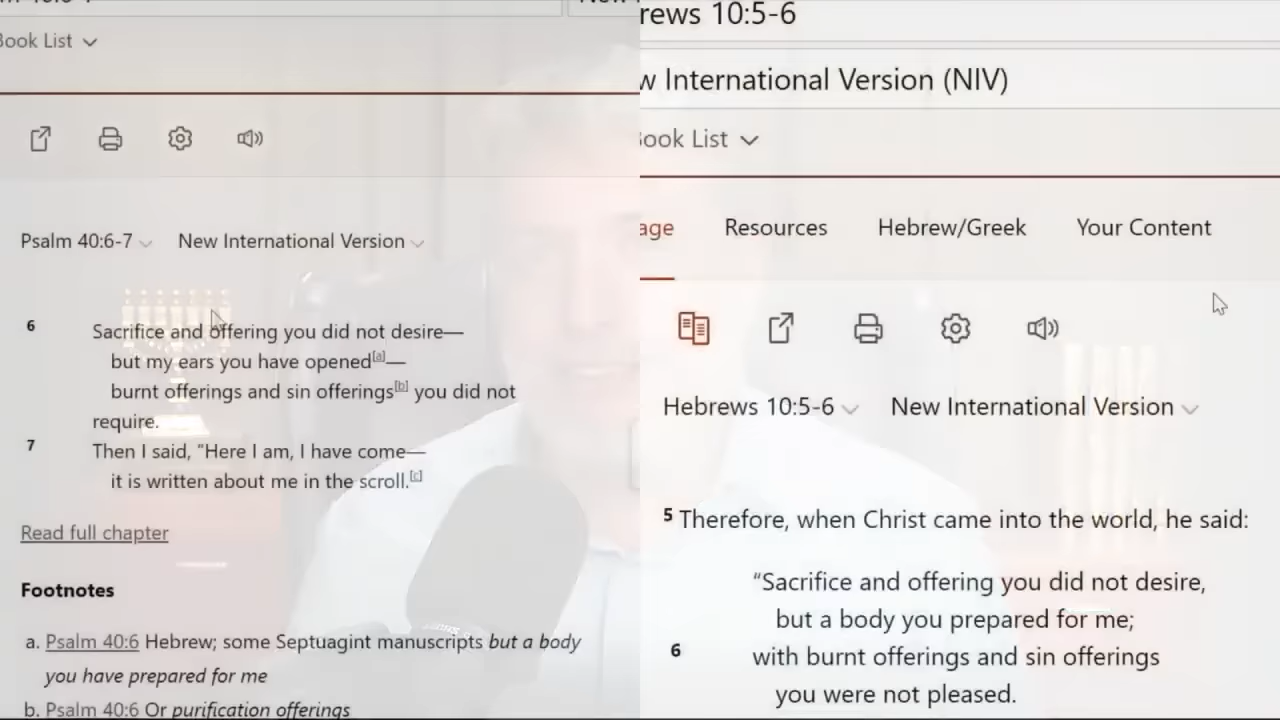 Book List
Psalm 40:6-7 New International Version
6 Sacrifice and offering you did not desire—
but my ears you have opened[a]—
burnt offerings and sin offerings[b] you did not
require.
7 Then I said, "Here I am, I have come—
it is written about me in the scroll.[c]
Read full chapter
Footnotes
a. Psalm 40:6 Hebrew; some Septuagint manuscripts but a body
you have prepared for me
b. Psalm 40:6 Or purification offerings
rews 10:5-6
w International Version (NIV)
Book List
age Resources Hebrew/Greek Your Content
Hebrews 10:5-6 New International Version
5 Therefore, when Christ came into the world, he said:
"Sacrifice and offering you did not desire,
but a body you prepared for me;
6 with burnt offerings and sin offerings
you were not pleased.